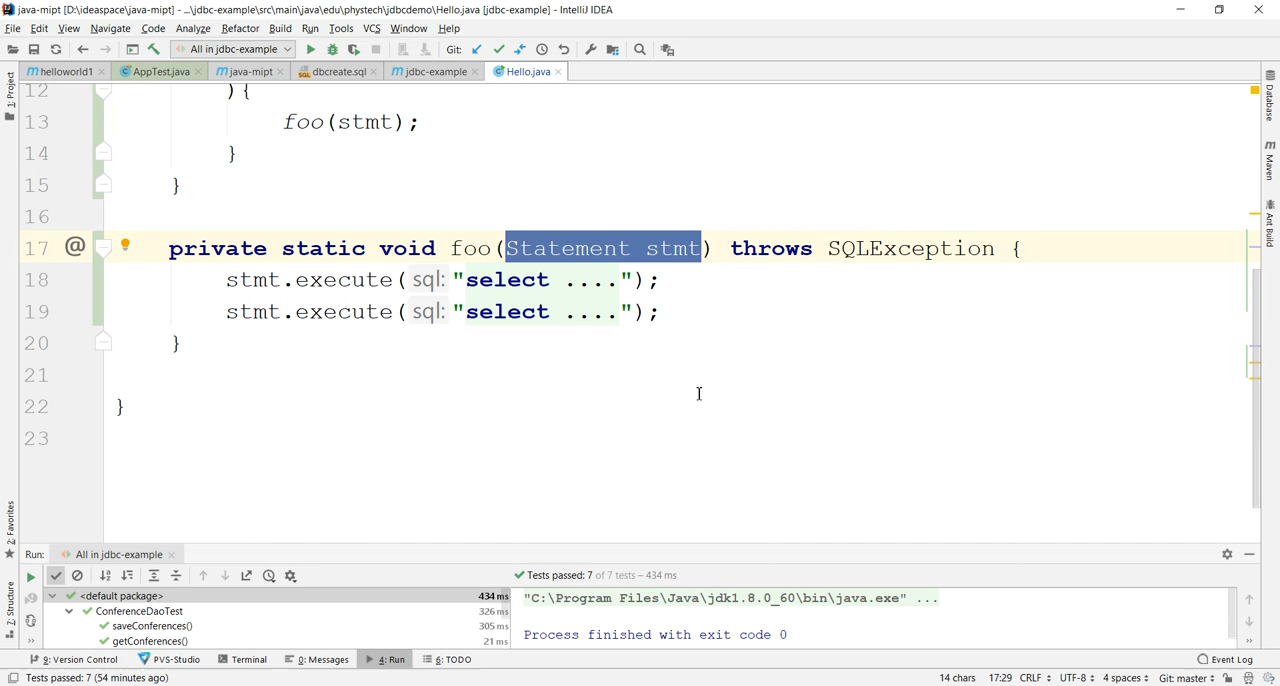 java-mipt [D:\ideaspace\java-mipt] - ...\jdbc-example\src\main\java\edu\phystech\jdbcdemo\Hello.java [jdbc-example] - IntelliJ IDEA
File Edit View Navigate Code Analyze Refactor Build Run Tools VCS Window Help
All in jdbc-example Git:
helloworld1 AppTest.java java-mipt dbcreate.sql jdbc-example Hello.java
1: Project
Database
Maven
Ant Build
12 ){
13 foo(stmt);
14 }
15 }
16
17 @ private static void foo(Statement stmt) throws SQLException {
18 stmt.execute( sql: "select ....");
19 stmt.execute( sql: "select ....");
20 }
21
22 }
23
2: Favorites
Z: Structure
Run: All in jdbc-example
Tests passed: 7 of 7 tests – 434 ms
<default package> 434 ms
ConferenceDaoTest 326 ms
saveConferences() 305 ms
getConferences() 21 ms
"C:\Program Files\Java\jdk1.8.0_60\bin\java.exe" ...
Process finished with exit code 0
9: Version Control PVS-Studio Terminal 0: Messages 4: Run 6: TODO Event Log
Tests passed: 7 (54 minutes ago) 14 chars 17:29 CRLF UTF-8 4 spaces Git: master